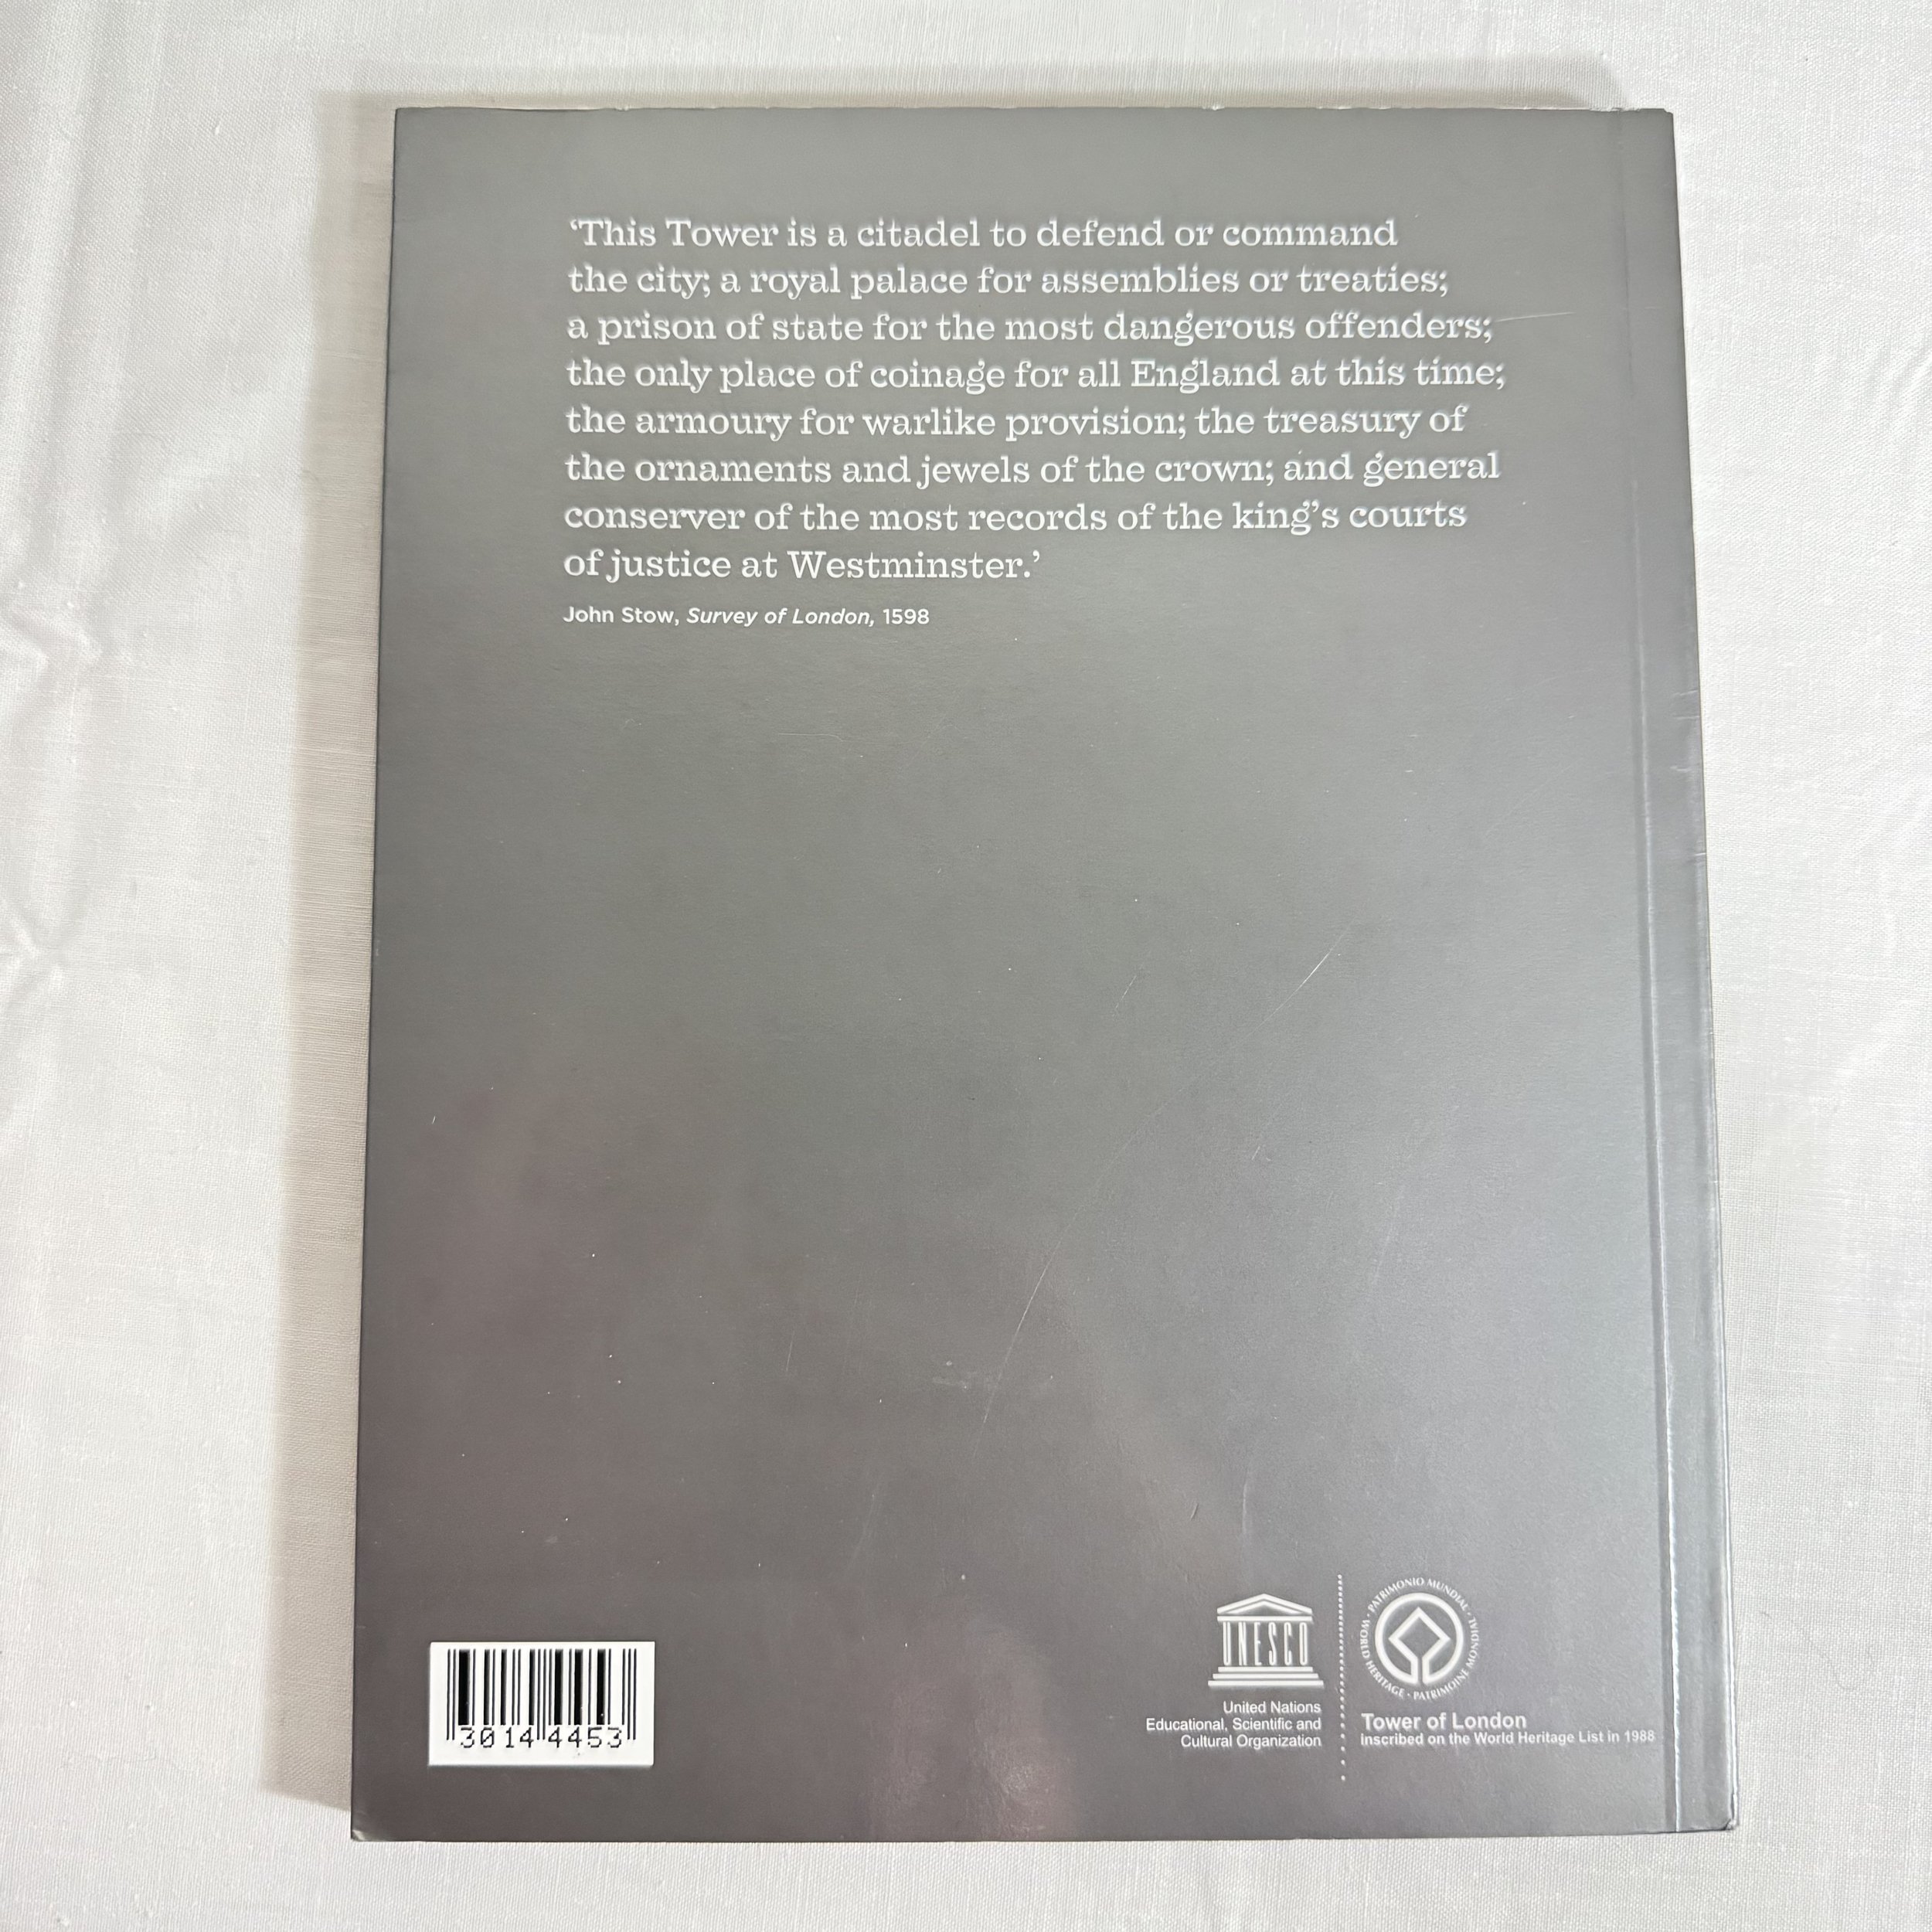 ‘This Tower is a citadel to defend or command
the city; a royal palace for assemblies or treaties;
a prison of state for the most dangerous offenders;
the only place of coinage for all England at this time;
the armoury for warlike provision; the treasury of
the ornaments and jewels of the crown; and general
conserver of the most records of the king’s courts
of justice at Westminster.’
John Stow, Survey of London, 1598
3014 4453
UNESCO
United Nations
Educational, Scientific and
Cultural Organization
WORLD HERITAGE · PATRIMONIO MUNDIAL · PATRIMOINE MONDIAL ·
Tower of London
Inscribed on the World Heritage List in 1988